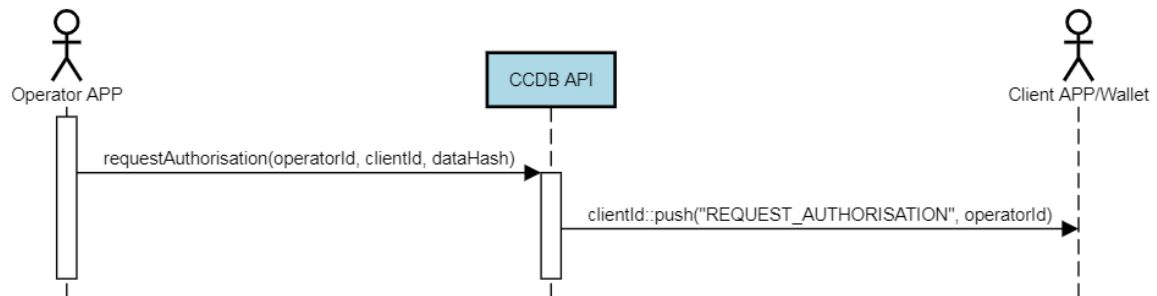 CCDB API
Operator APP
Client APP/Wallet
requestAuthorisation(operatorId, clientId, dataHash)
clientId::push("REQUEST_AUTHORISATION", operatorId)